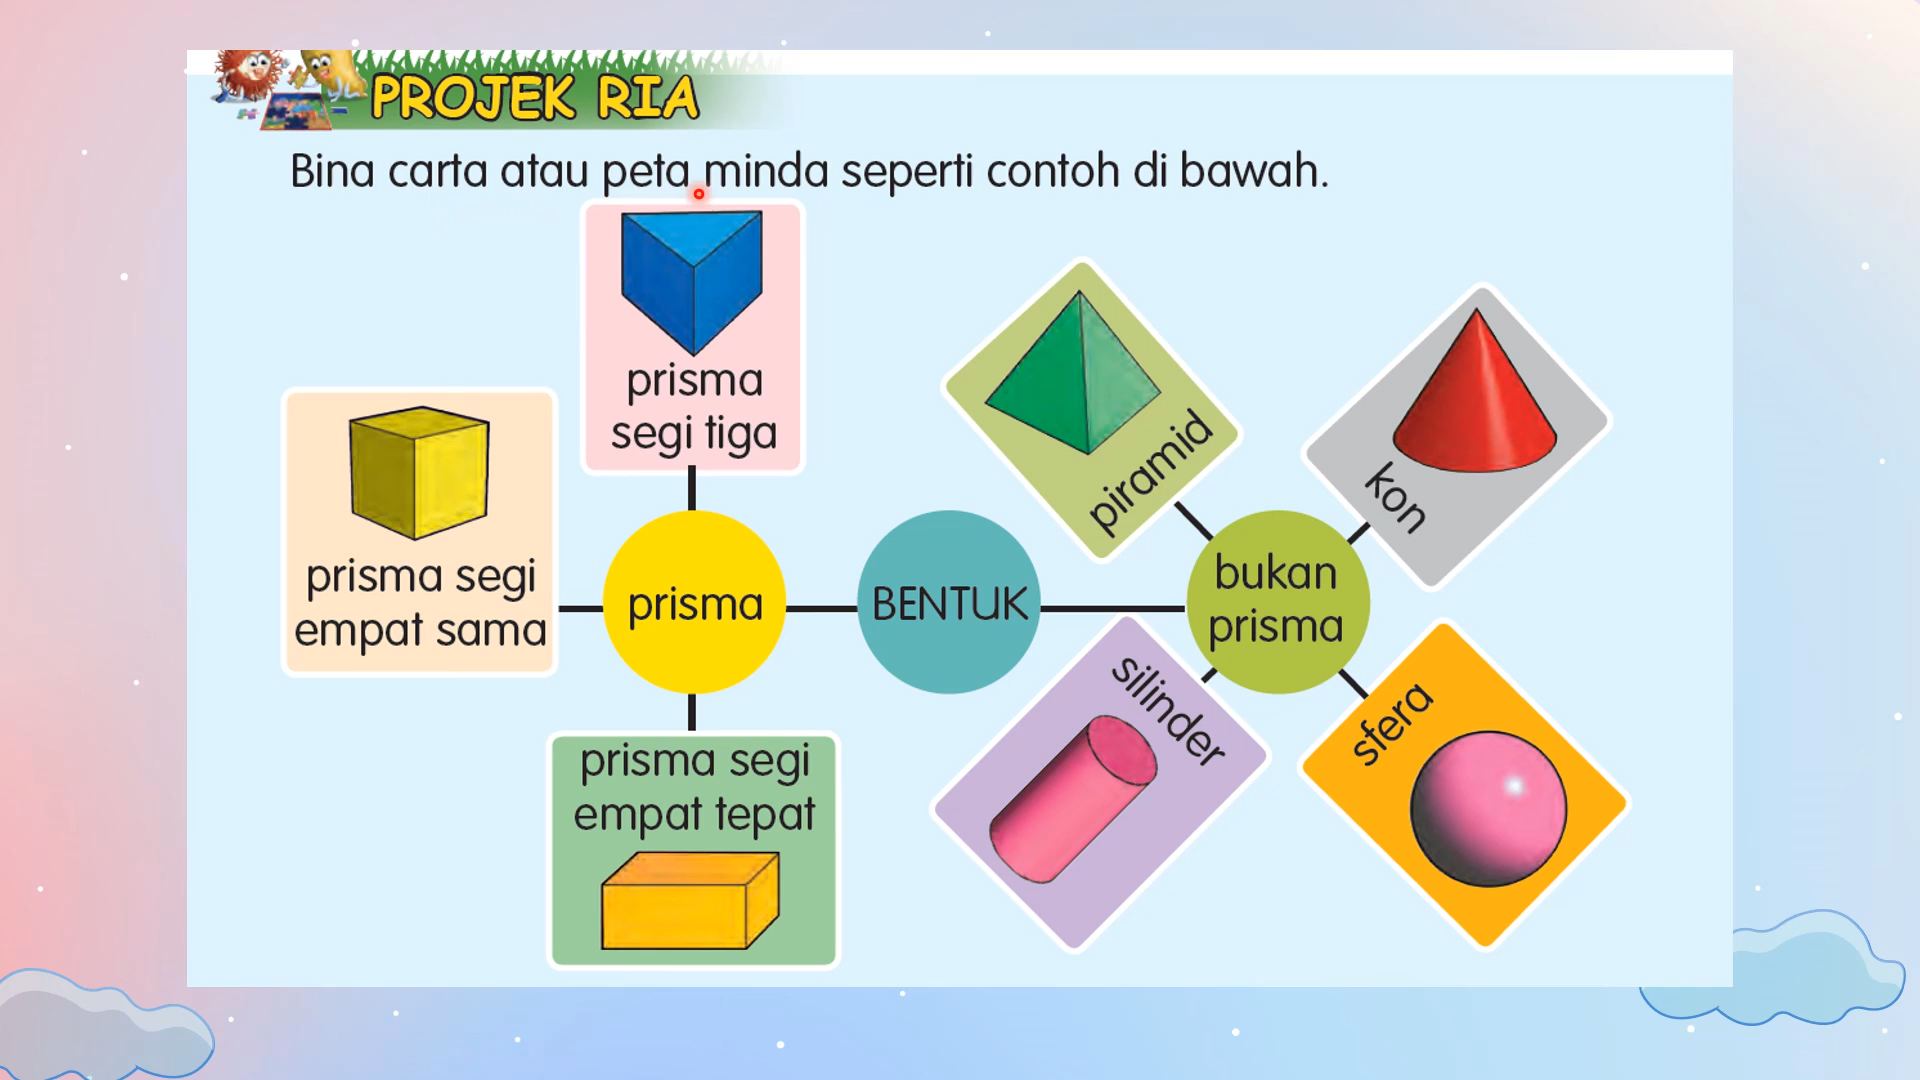 PROJEK RIA
Bina carta atau peta minda seperti contoh di bawah.
prisma
segi tiga
prisma segi
empat sama
prisma
prisma segi
empat tepat
BENTUK
piramid
kon
bukan
prisma
silinder
sfera